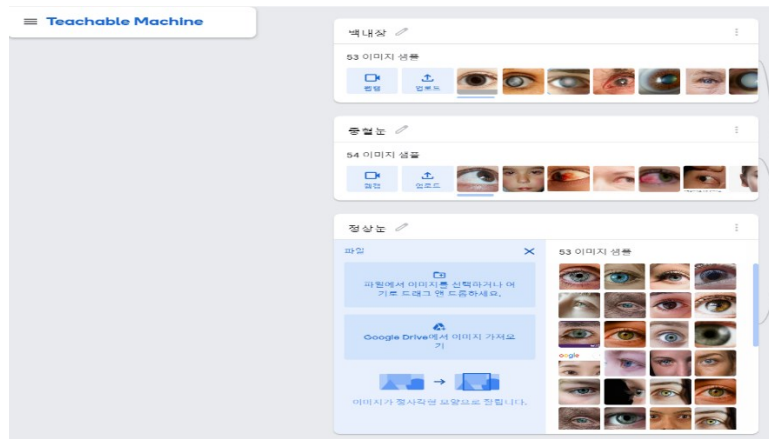 Teachable Machine
백내장
53 이미지 샘플
웹캠
업로드
충혈눈
54 이미지 샘플
웹캠
업로드
정상눈
파일
53 이미지 샘플
파일에서 이미지를 선택하거나 여
기로 드래그 앤 드롭하세요.
Google Drive에서 이미지 가져오
기
이미지가 정사각형 모양으로 잘립니다.